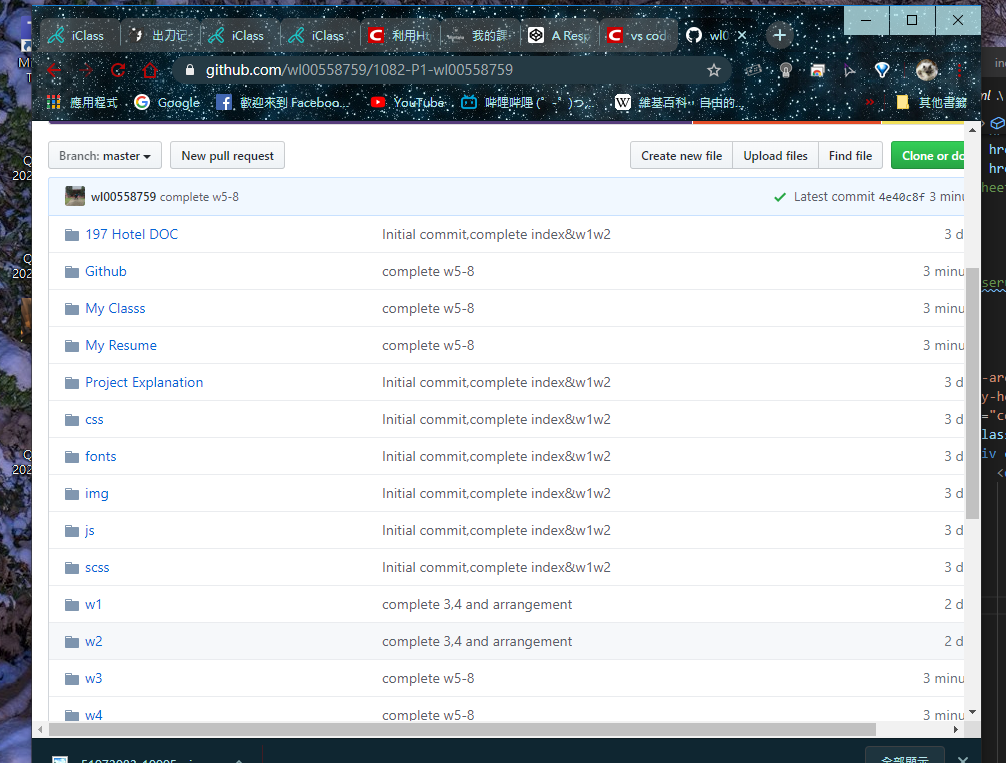 iClass 出刀记 iClass iClass 利用Ht 我的課 A Resp vs cod wl0
github.com/wl00558759/1082-P1-wl00558759
應用程式 Google 歡迎來到 Faceboo... YouTube 哔哩哔哩 (゜-゜)つ... 維基百科，自由的... 其他書籤
Branch: master New pull request Create new file Upload files Find file Clone or do
wl00558759 complete w5-8 Latest commit 4e40c8f 3 minu
197 Hotel DOC Initial commit,complete index&w1w2 3 d
Github complete w5-8 3 minu
My Classs complete w5-8 3 minu
My Resume complete w5-8 3 minu
Project Explanation Initial commit,complete index&w1w2 3 d
css Initial commit,complete index&w1w2 3 d
fonts Initial commit,complete index&w1w2 3 d
img Initial commit,complete index&w1w2 3 d
js Initial commit,complete index&w1w2 3 d
scss Initial commit,complete index&w1w2 3 d
w1 complete 3,4 and arrangement 2 d
w2 complete 3,4 and arrangement 2 d
w3 complete w5-8 3 minu
w4 complete w5-8 3 minu
全部顯示